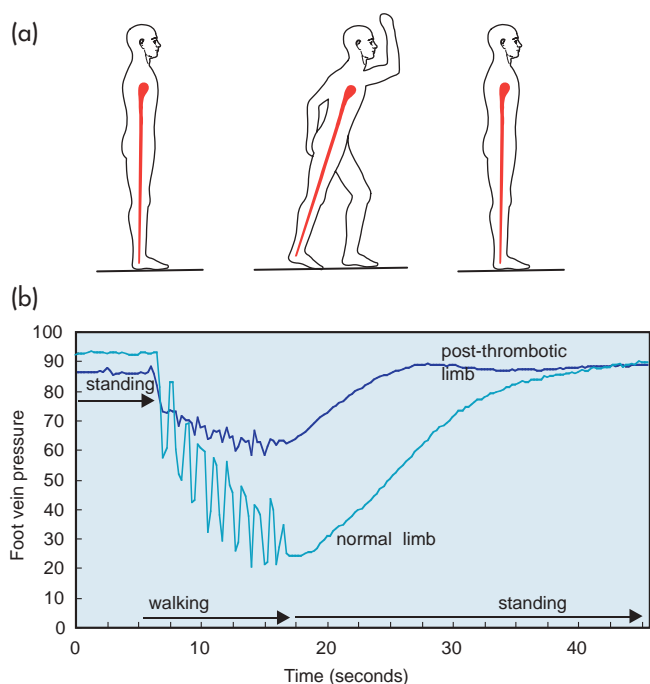 (a)
(b)
Foot vein pressure
100
90
80
70
60
50
40
30
20
10
0
standing
post-thrombotic
limb
normal limb
walking
standing
0
10
20
30
40
Time (seconds)